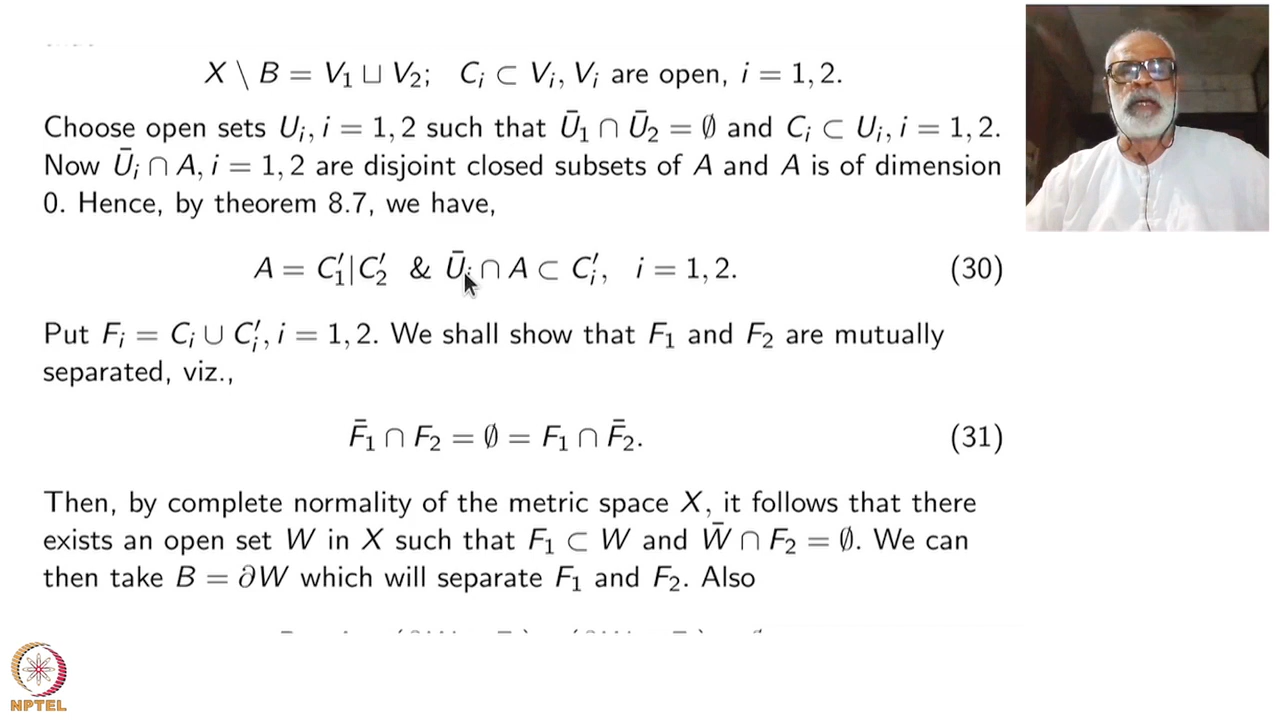 X \ B = V₁ ⊔ V₂; Cᵢ ⊂ Vᵢ, Vᵢ are open, i = 1, 2.
Choose open sets Uᵢ, i = 1, 2 such that Ū₁ ∩ Ū₂ = ∅ and Cᵢ ⊂ Uᵢ, i = 1, 2.
Now Ūᵢ ∩ A, i = 1, 2 are disjoint closed subsets of A and A is of dimension
0. Hence, by theorem 8.7, we have,
A = C₁′|C₂′ & Ūᵢ ∩ A ⊂ Cᵢ′, i = 1, 2. (30)
Put Fᵢ = Cᵢ ∪ Cᵢ′, i = 1, 2. We shall show that F₁ and F₂ are mutually
separated, viz.,
F̄₁ ∩ F₂ = ∅ = F₁ ∩ F̄₂. (31)
Then, by complete normality of the metric space X, it follows that there
exists an open set W in X such that F₁ ⊂ W and W̄ ∩ F₂ = ∅. We can
then take B = ∂W which will separate F₁ and F₂. Also
NPTEL